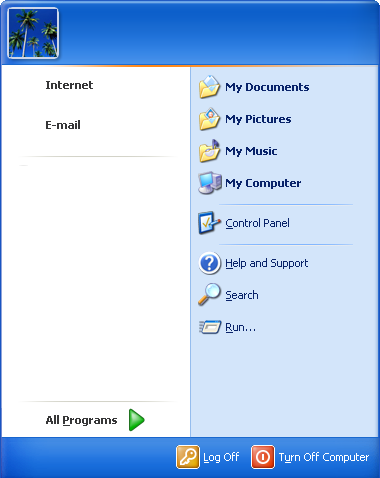 Internet
E-mail
All Programs
My Documents
My Pictures
My Music
My Computer
Control Panel
Help and Support
Search
Run...
Log Off
Turn Off Computer